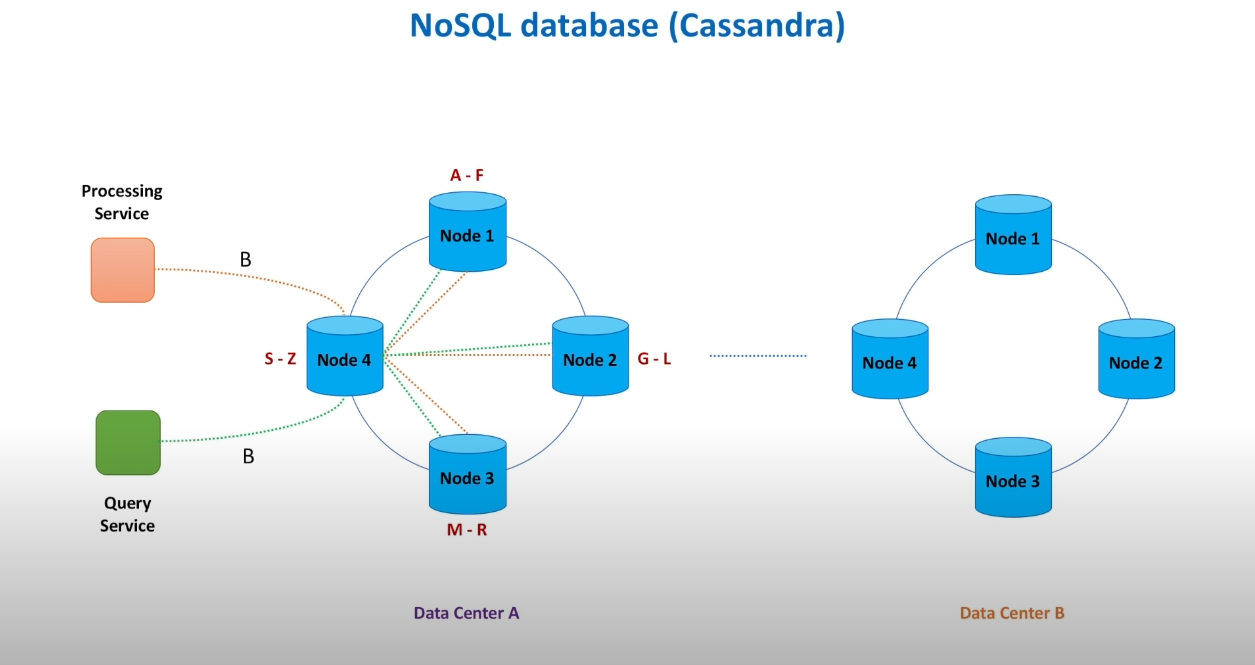 NoSQL database (Cassandra)
A - F
Processing
Service
Node 1
Node 1
B
S - Z
Node 4
Node 2
G - L
Node 4
Node 2
B
Node 3
Node 3
Query
Service
M - R
Data Center A
Data Center B